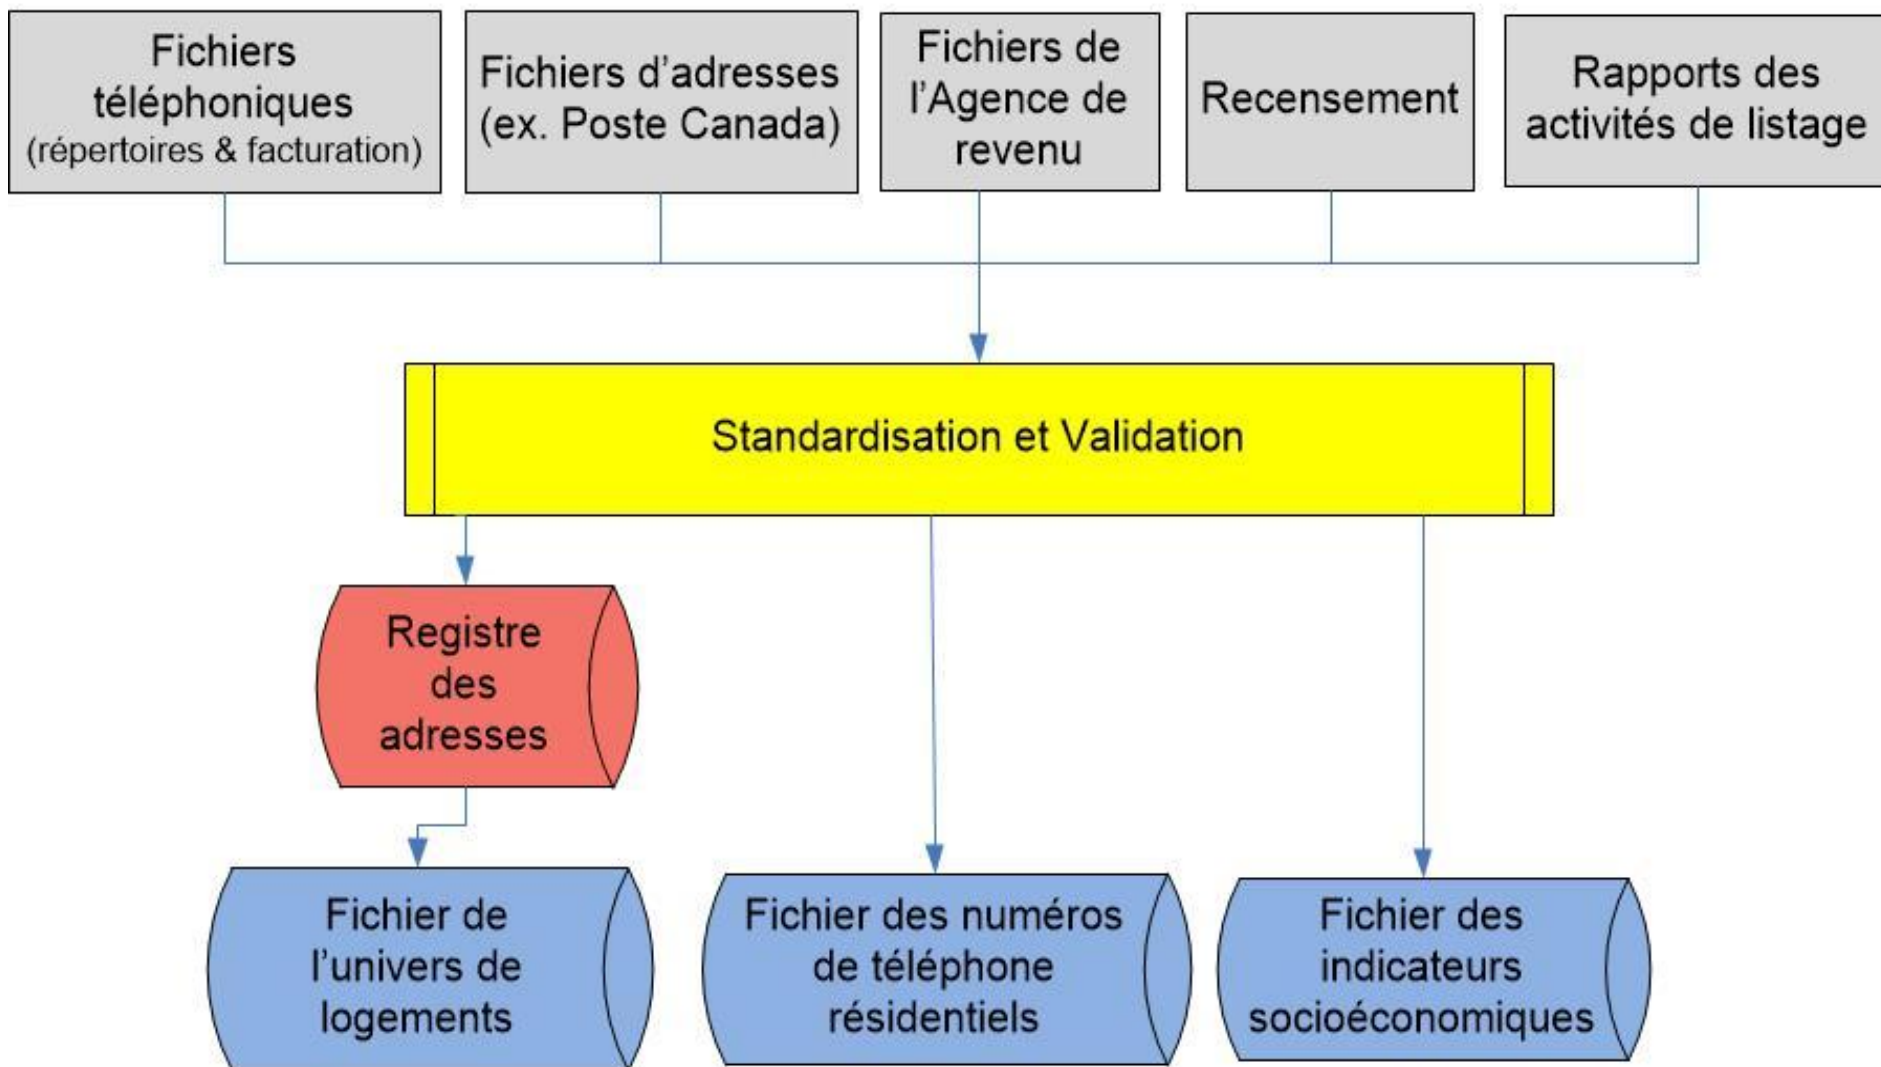 Fichiers
téléphoniques
(répertoires & facturation)
Fichiers d'adresses
(ex. Poste Canada)
Fichiers de
l'Agence de
revenu
Recensement
Rapports des
activités de listage
Standardisation et Validation
Registre
des
adresses
Fichier de
l'univers de
logements
Fichier des numéros
de téléphone
résidentiels
Fichier des
indicateurs
socioéconomiques